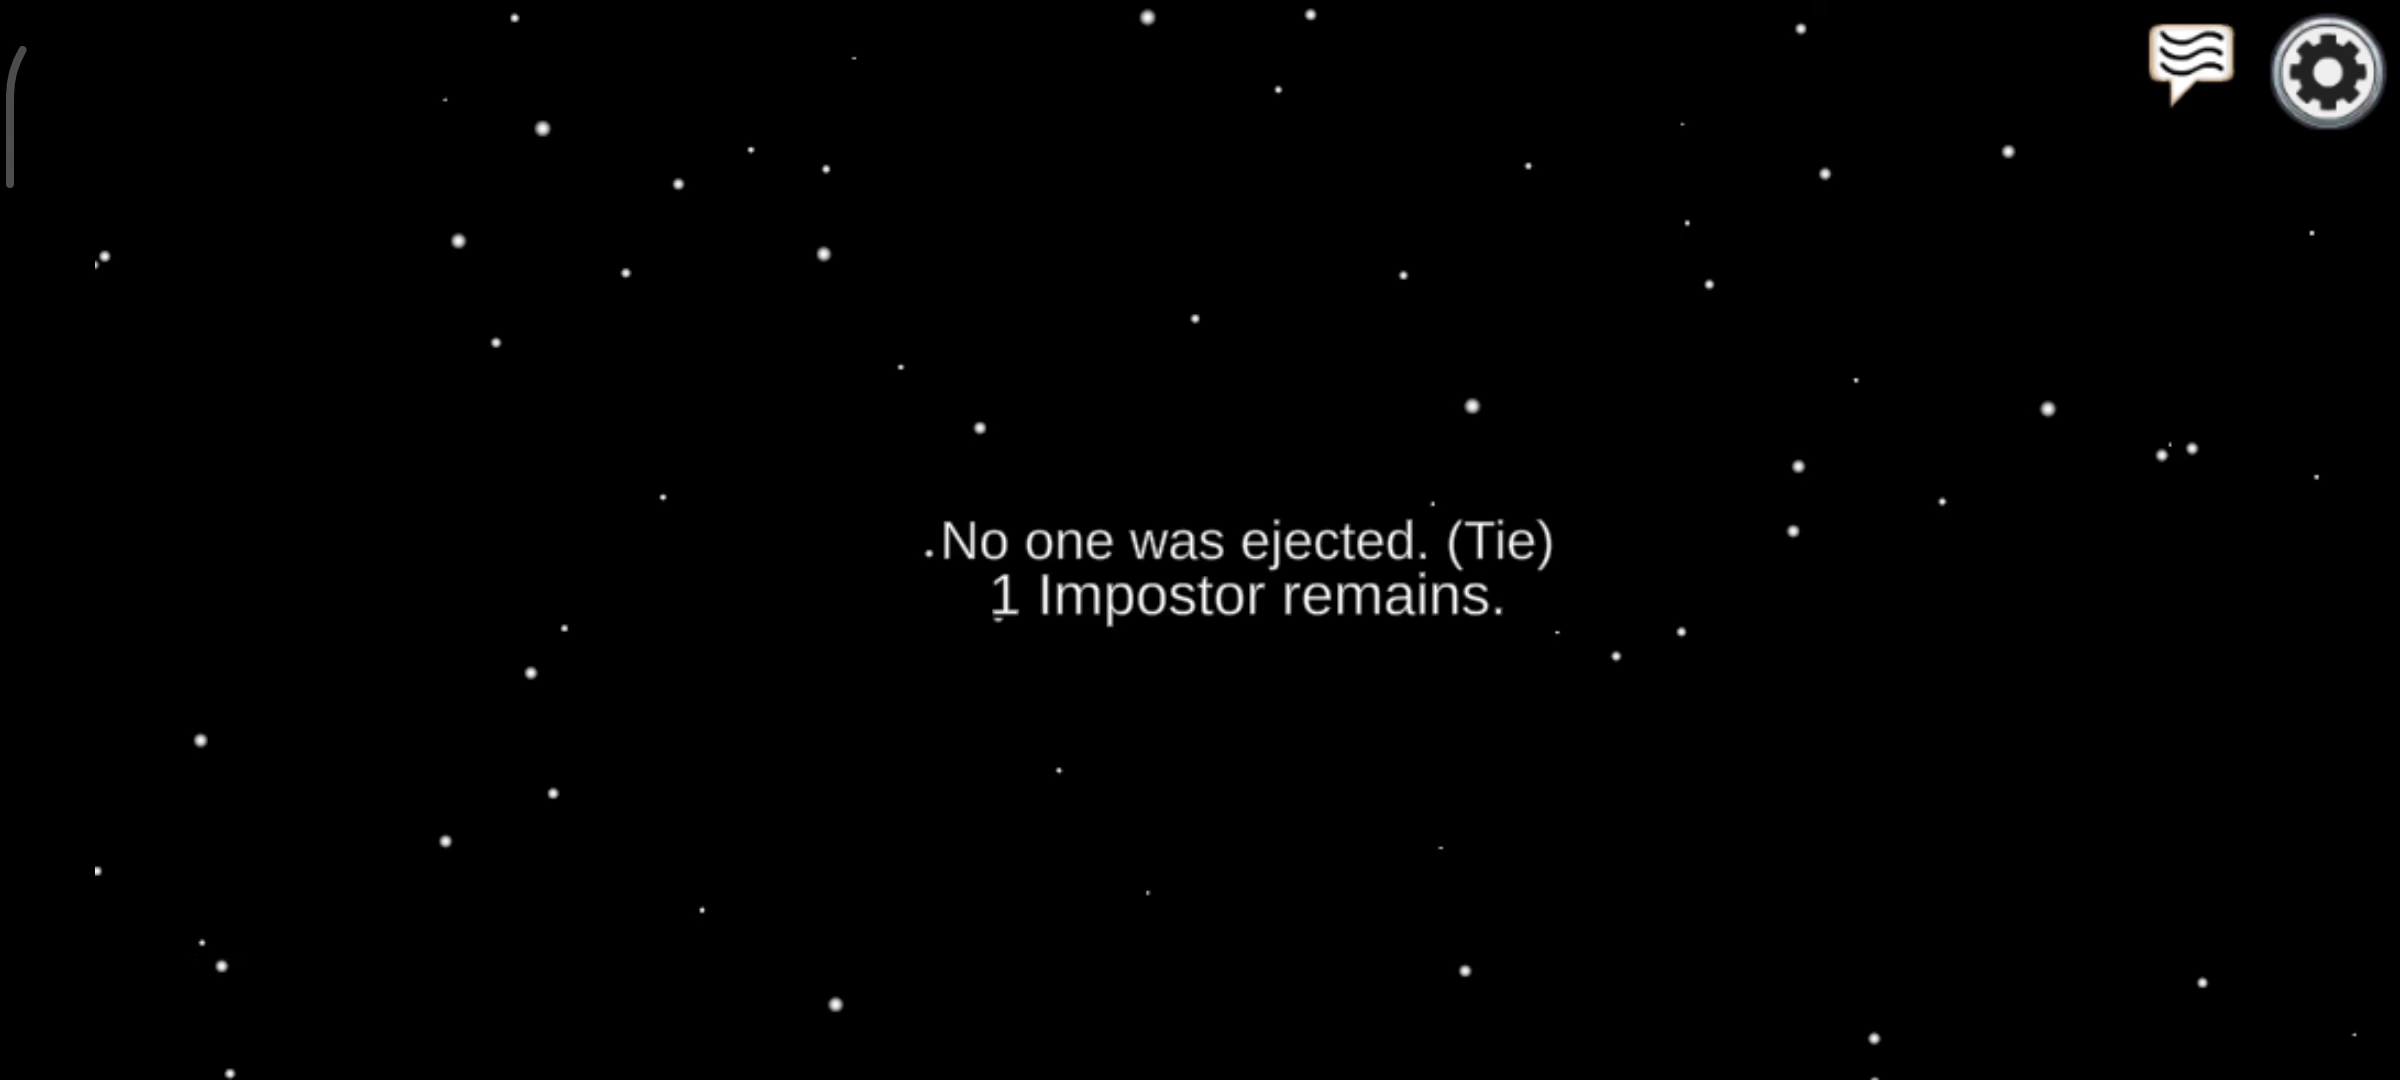 No one was ejected. (Tie)
1 Impostor remains.